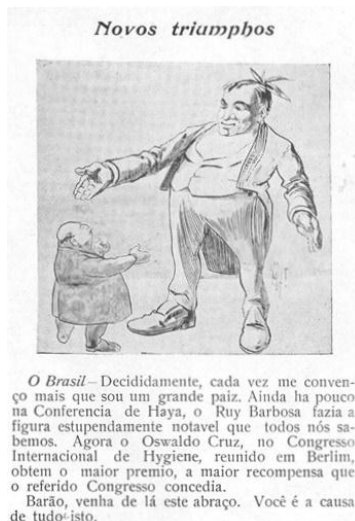 Novos triumphos
O Brasil — Decididamente, cada vez me conven-
ço mais que sou um grande paiz. Ainda ha pouco
na Conferencia de Haya, o Ruy Barbosa fazia a
figura estupendamente notavel que todos nós sa-
bemos. Agora o Oswaldo Cruz, no Congresso
Internacional de Hygiene, reunido em Berlim,
obtem o maior premio, a maior recompensa que
o referido Congresso concedia.
Barão, venha de lá este abraço. Você é a causa
de tudo isto.